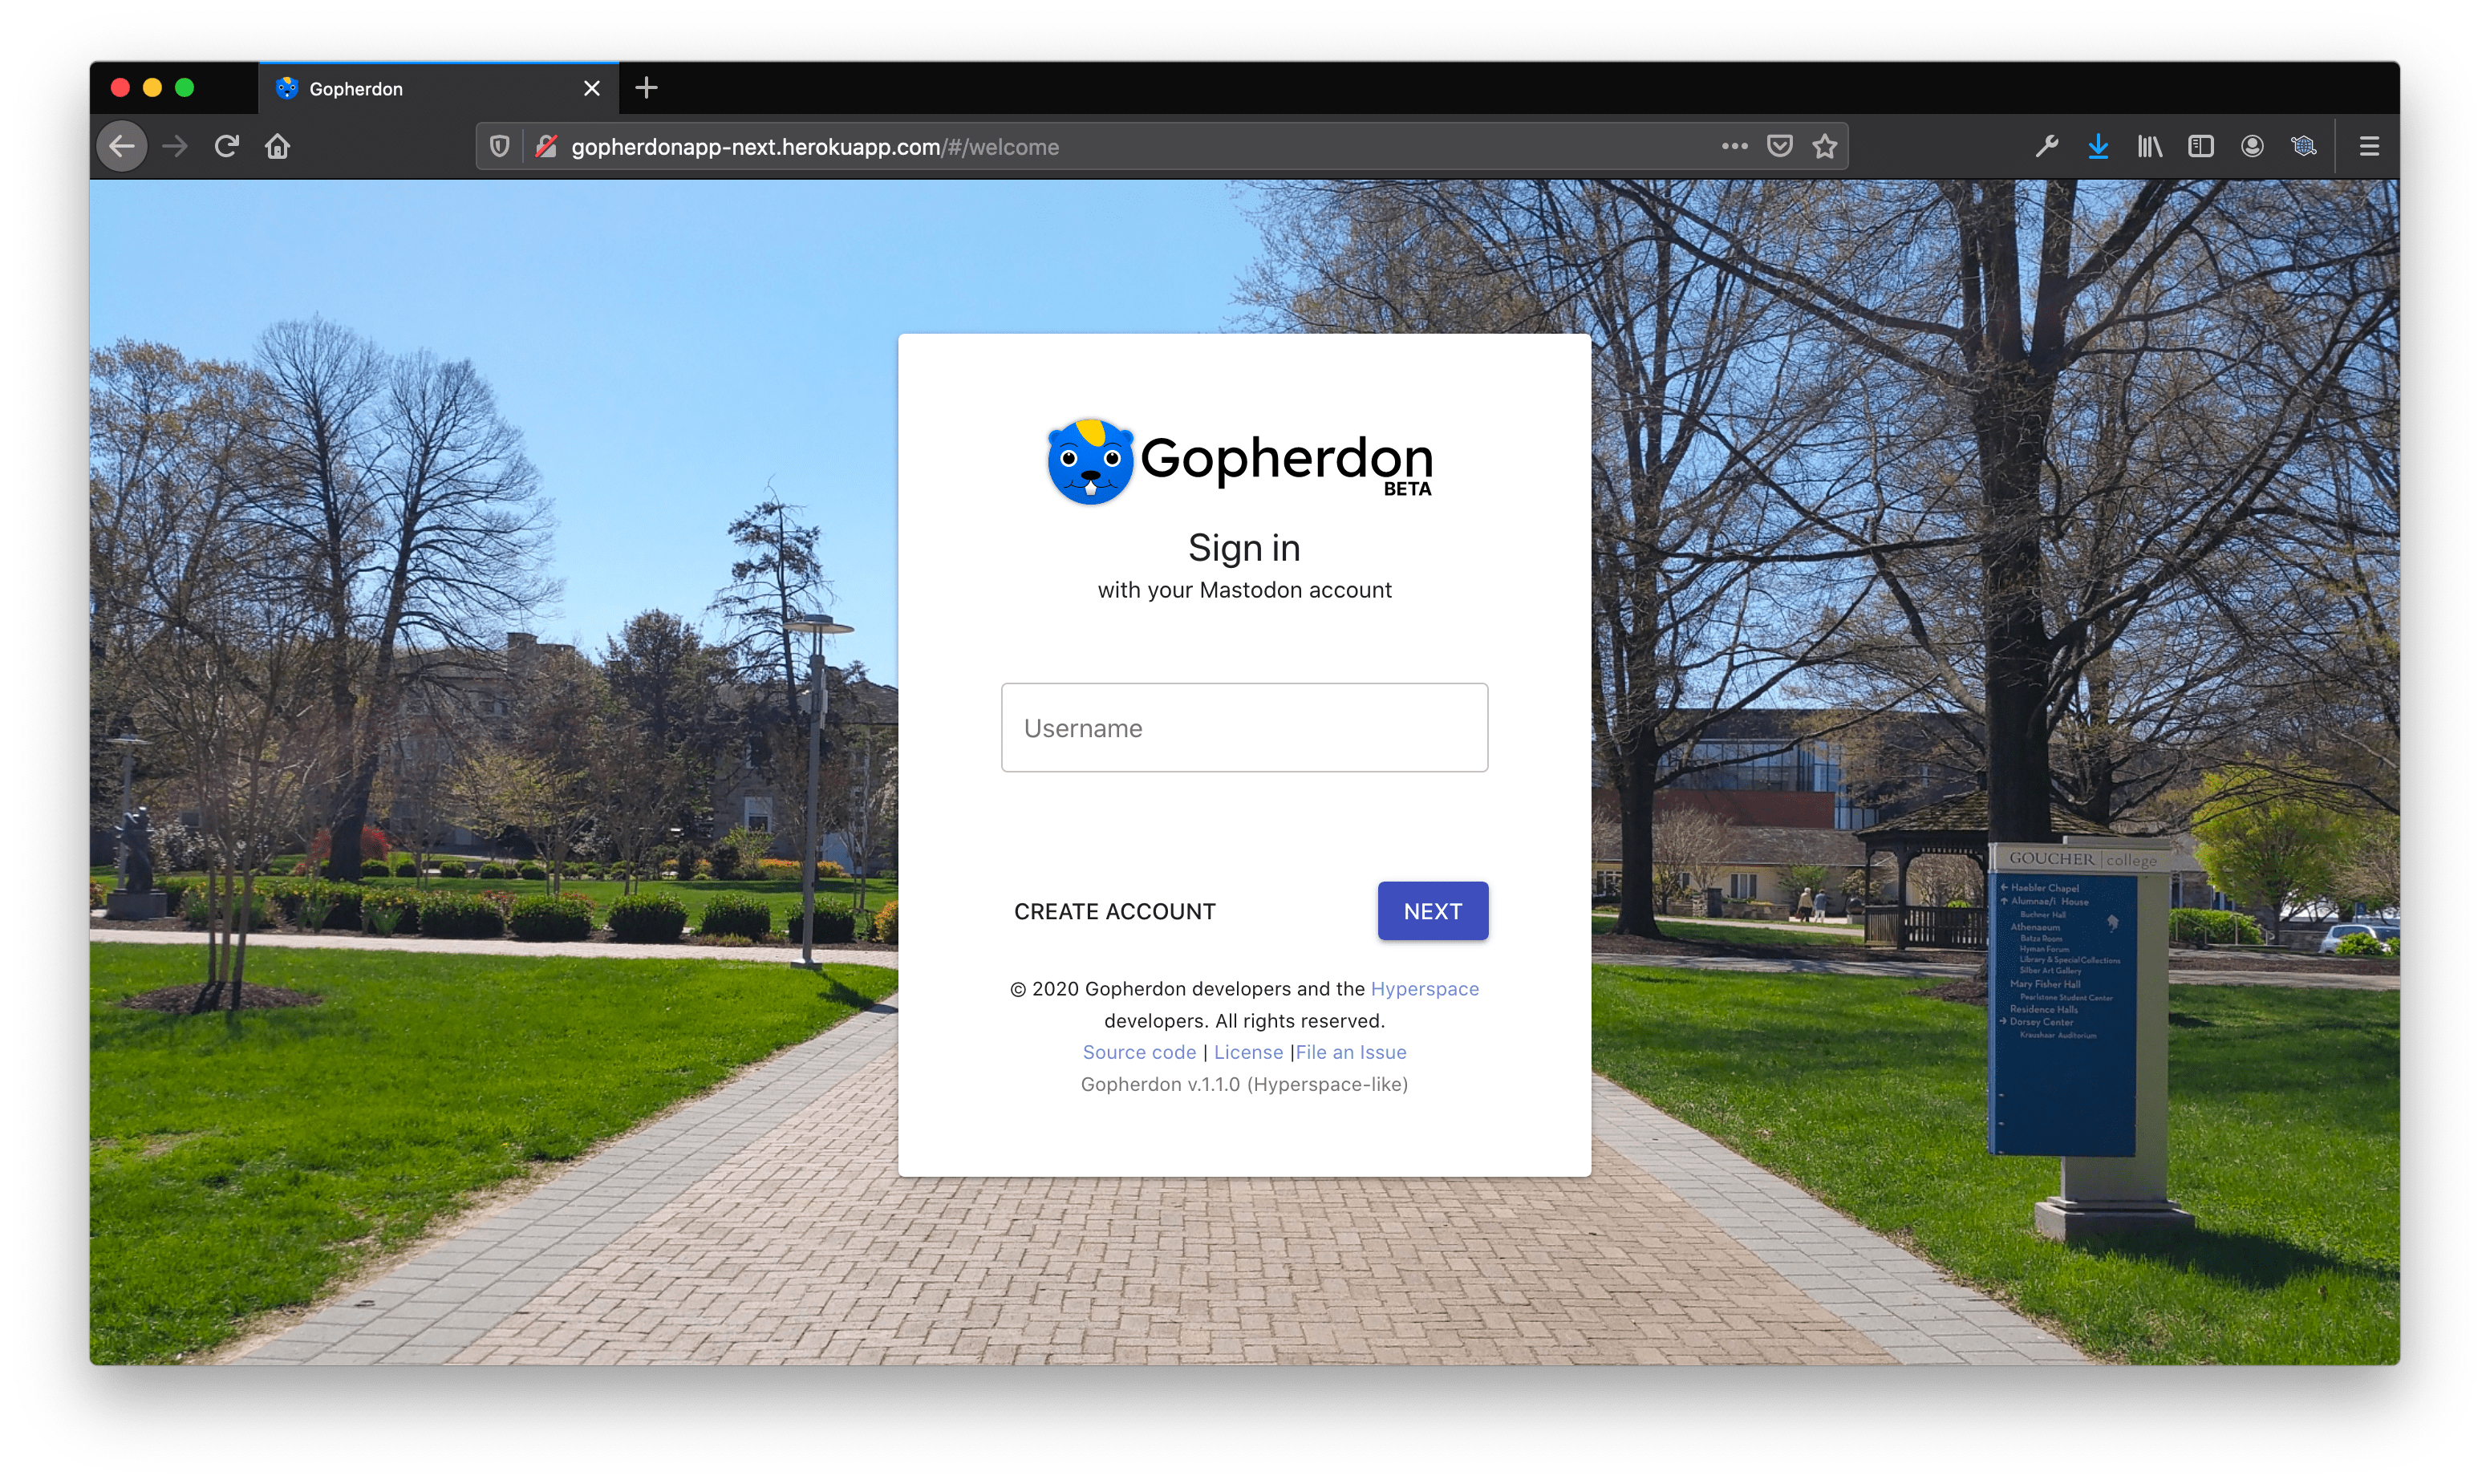 Gopherdon
gopherdonapp-next.herokuapp.com/#/welcome
Gopherdon
BETA
Sign in
with your Mastodon account
Username
CREATE ACCOUNT
NEXT
© 2020 Gopherdon developers and the Hyperspace
developers. All rights reserved.
Source code | License |File an Issue
Gopherdon v.1.1.0 (Hyperspace-like)
GOUCHER | college
← Haebler Chapel
↑ Alumnae/i House
Buchner Hall
Athenaeum
Batza Room
Hyman Forum
Library & Special Collections
Silber Art Gallery
Mary Fisher Hall
Pearlstone Student Center
Residence Halls
→ Dorsey Center
Kraushaar Auditorium